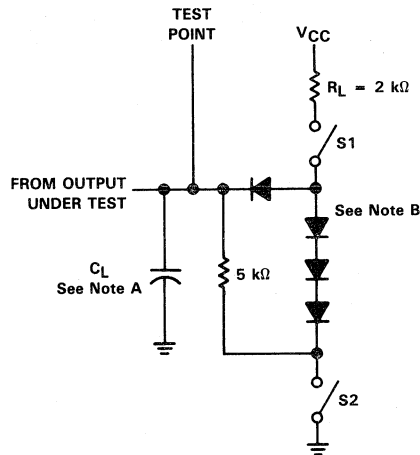 TEST
POINT
VCC
RL = 2 kΩ
S1
FROM OUTPUT
UNDER TEST
See Note B
CL
See Note A
5 kΩ
S2